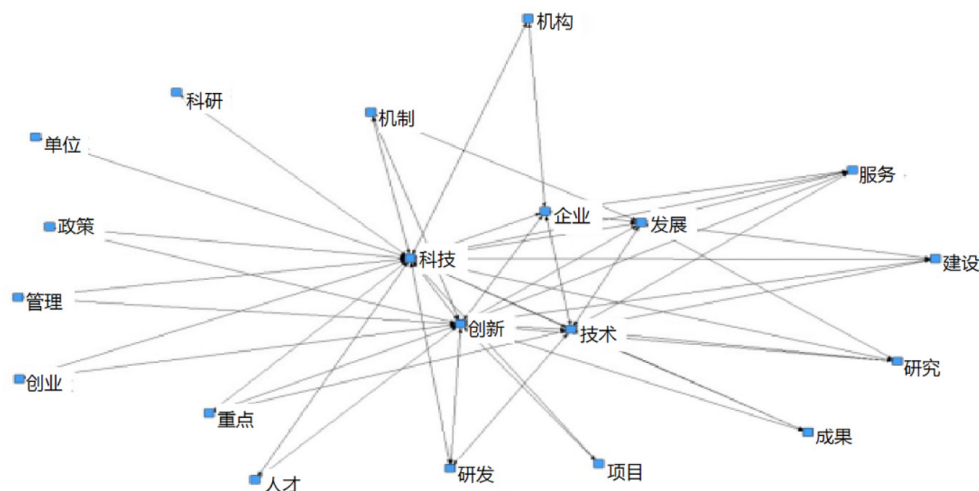 机构
科研
机制
单位
服务
企业
发展
政策
科技
建设
管理
创新
技术
研究
创业
重点
成果
人才
研发
项目